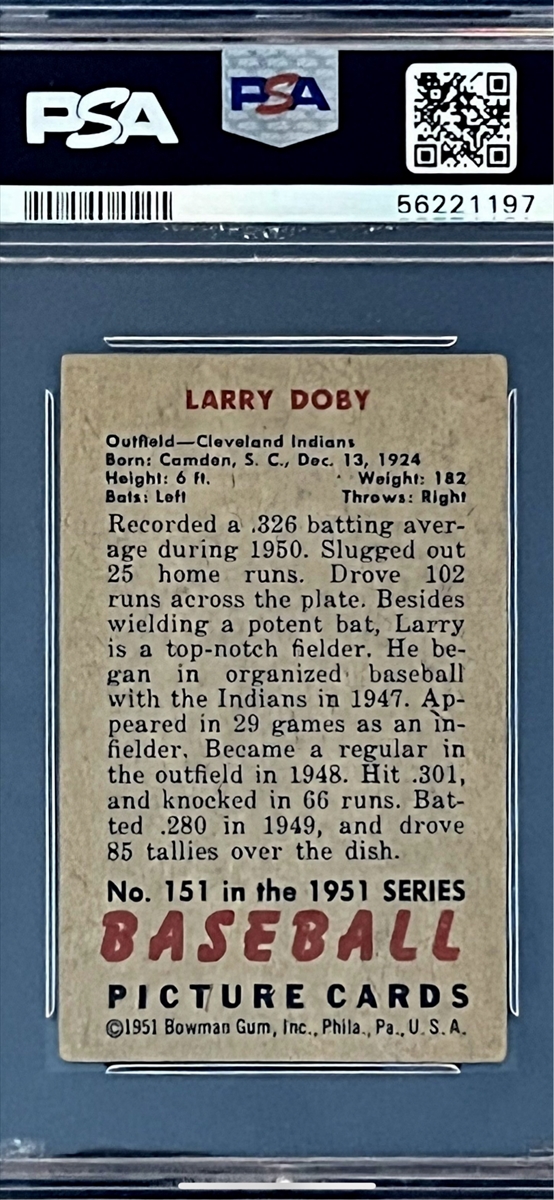 PSA
PSA
56221197
LARRY DOBY
Outfield—Cleveland Indians
Born: Camden, S. C., Dec. 13, 1924
Height: 6 ft. Weight: 182
Bats: Left Throws: Right
Recorded a .326 batting aver-
age during 1950. Slugged out
25 home runs. Drove 102
runs across the plate. Besides
wielding a potent bat, Larry
is a top-notch fielder. He be-
gan in organized baseball
with the Indians in 1947. Ap-
peared in 29 games as an in-
fielder. Became a regular in
the outfield in 1948. Hit .301,
and knocked in 66 runs. Bat-
ted .280 in 1949, and drove
85 tallies over the dish.
No. 151 in the 1951 SERIES
BASEBALL
PICTURE CARDS
©1951 Bowman Gum, Inc., Phila., Pa., U. S. A.